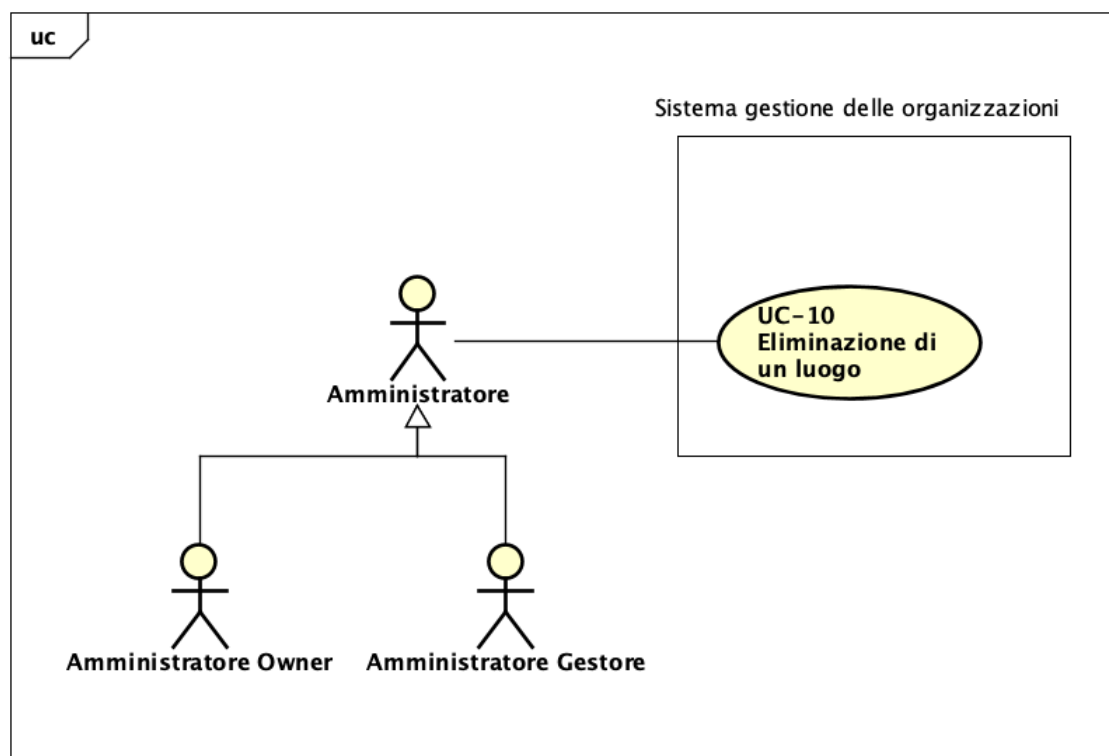 uc
Sistema gestione delle organizzazioni
UC-10
Eliminazione di
un luogo
Amministratore
Amministratore Owner
Amministratore Gestore